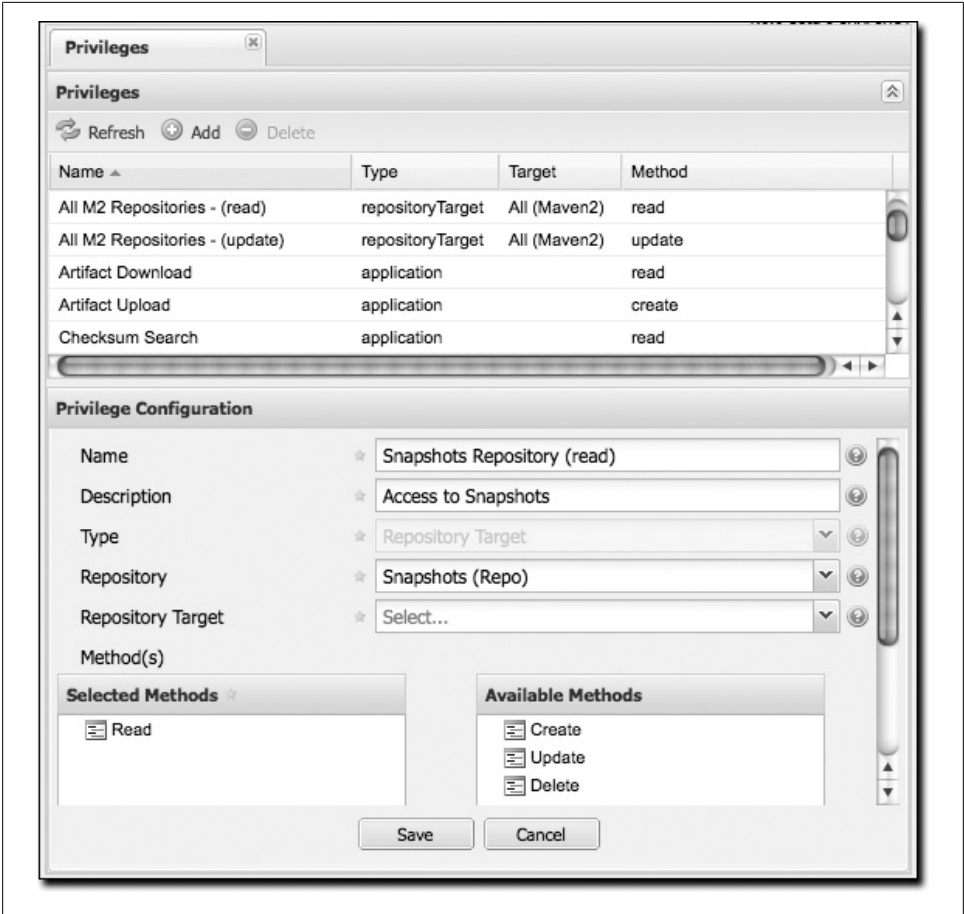 Privileges
Privileges
Refresh Add Delete
Name Type Target Method
All M2 Repositories - (read) repositoryTarget All (Maven2) read
All M2 Repositories - (update) repositoryTarget All (Maven2) update
Artifact Download application read
Artifact Upload application create
Checksum Search application read
Privilege Configuration
Name Snapshots Repository (read)
Description Access to Snapshots
Type Repository Target
Repository Snapshots (Repo)
Repository Target Select...
Method(s)
Selected Methods Available Methods
Read Create
Update
Delete
Save Cancel